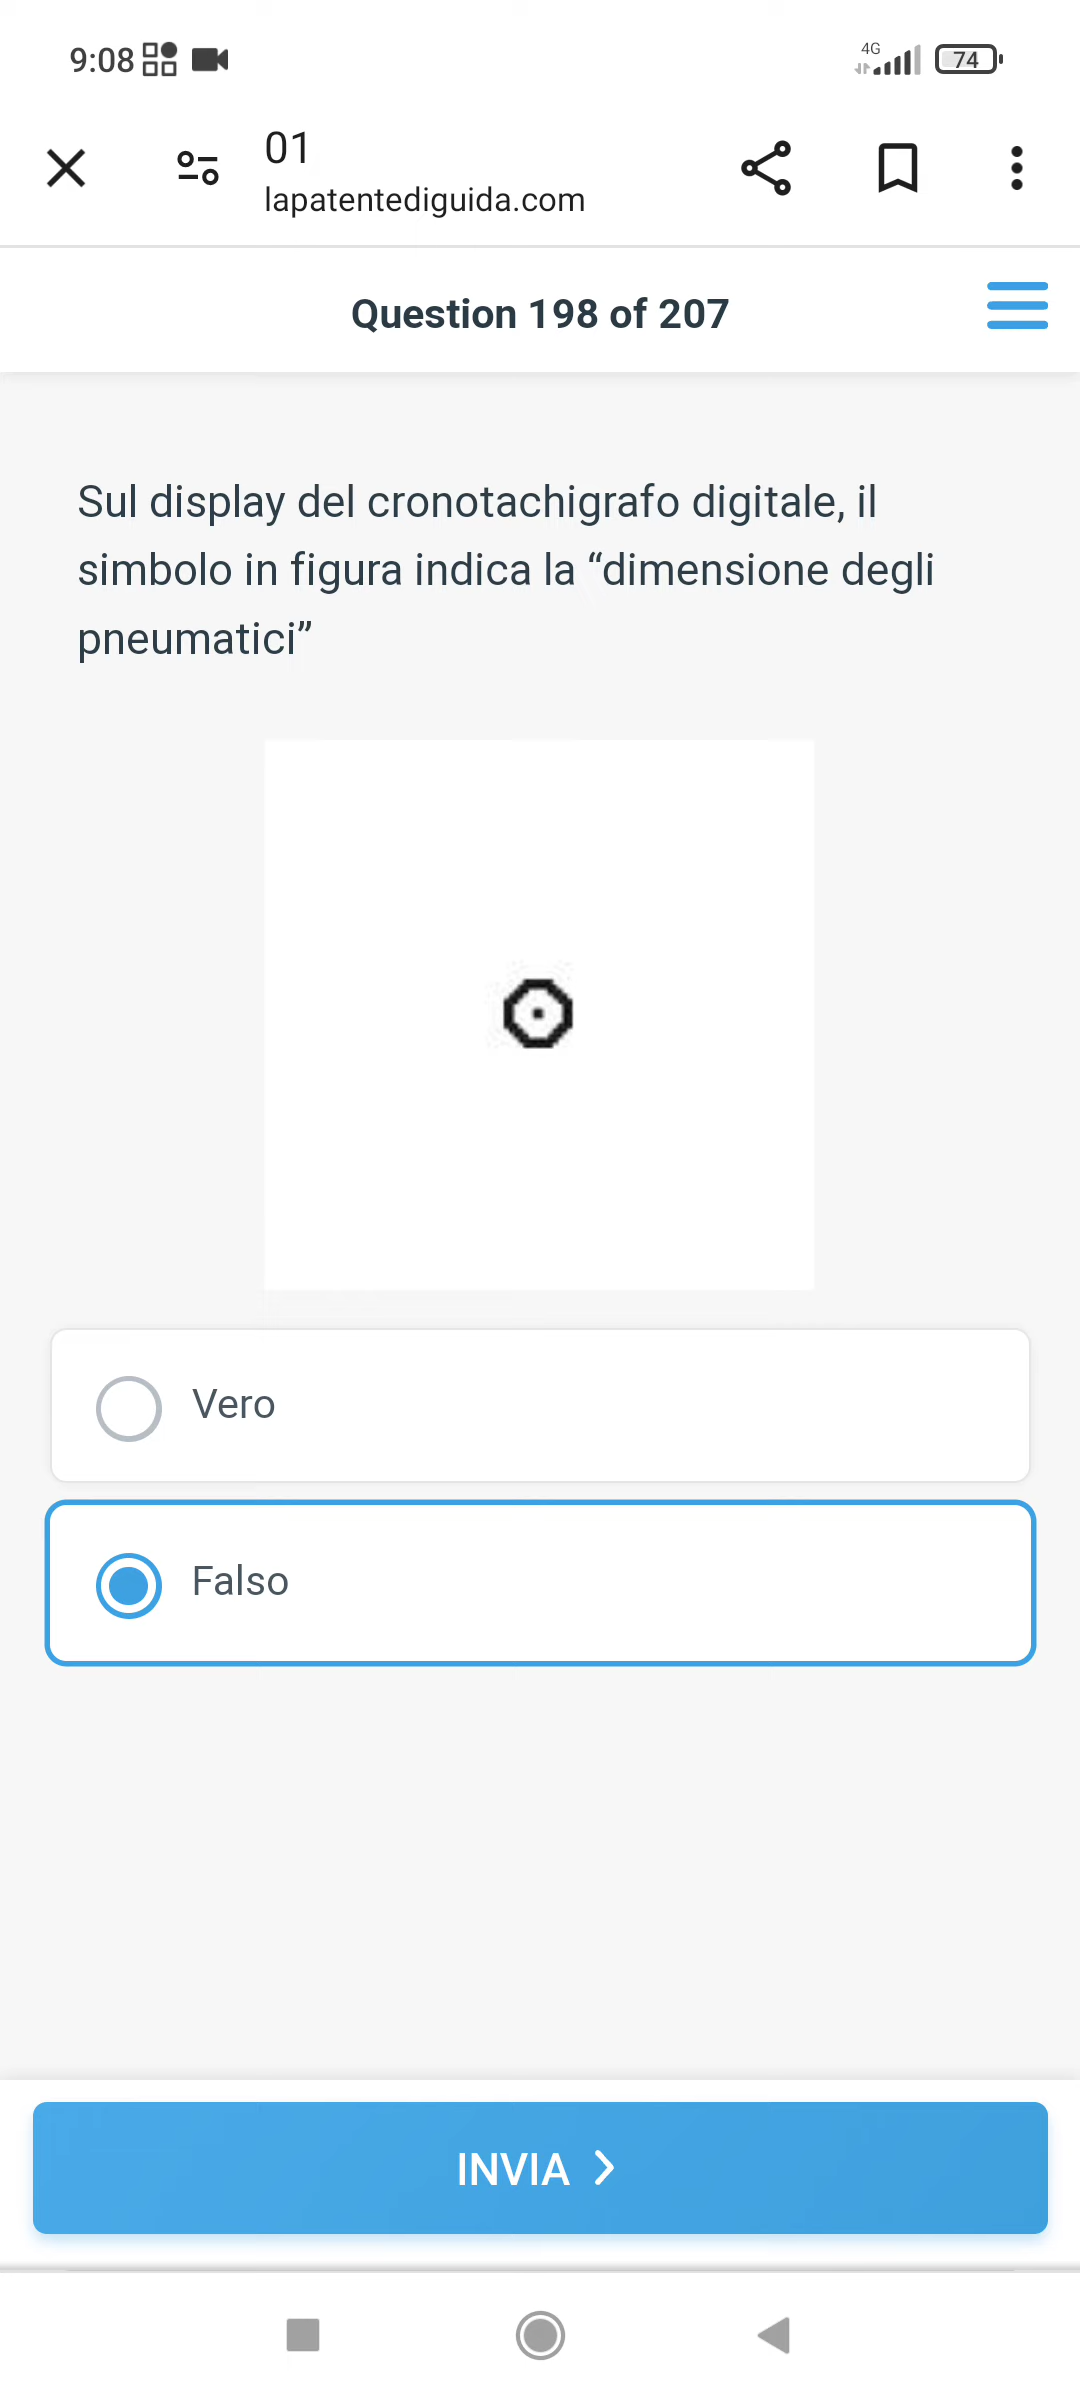 9:08
4G
74
01
lapatentediguida.com
Question 198 of 207
Sul display del cronotachigrafo digitale, il
simbolo in figura indica la “dimensione degli
pneumatici”
Vero
Falso
INVIA